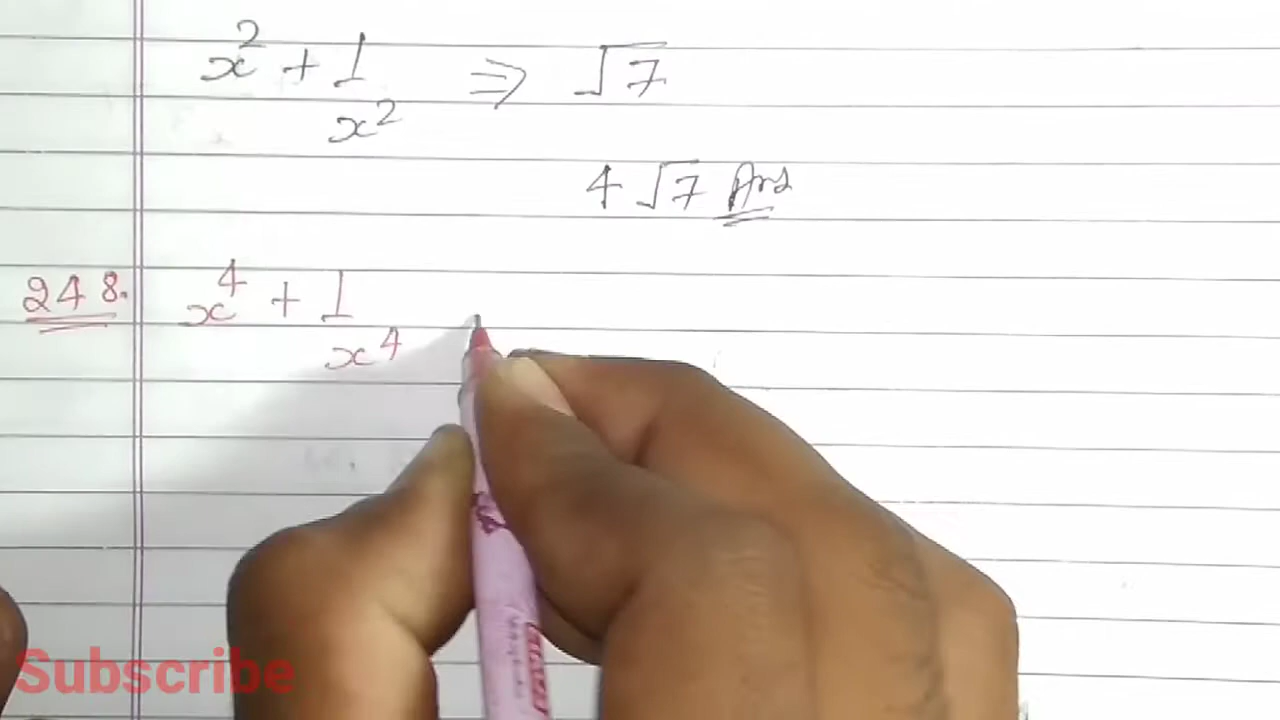 x² + 1/x² ⇒ √7
4√7 Ans
248. x⁴ + 1/x⁴
Subscribe